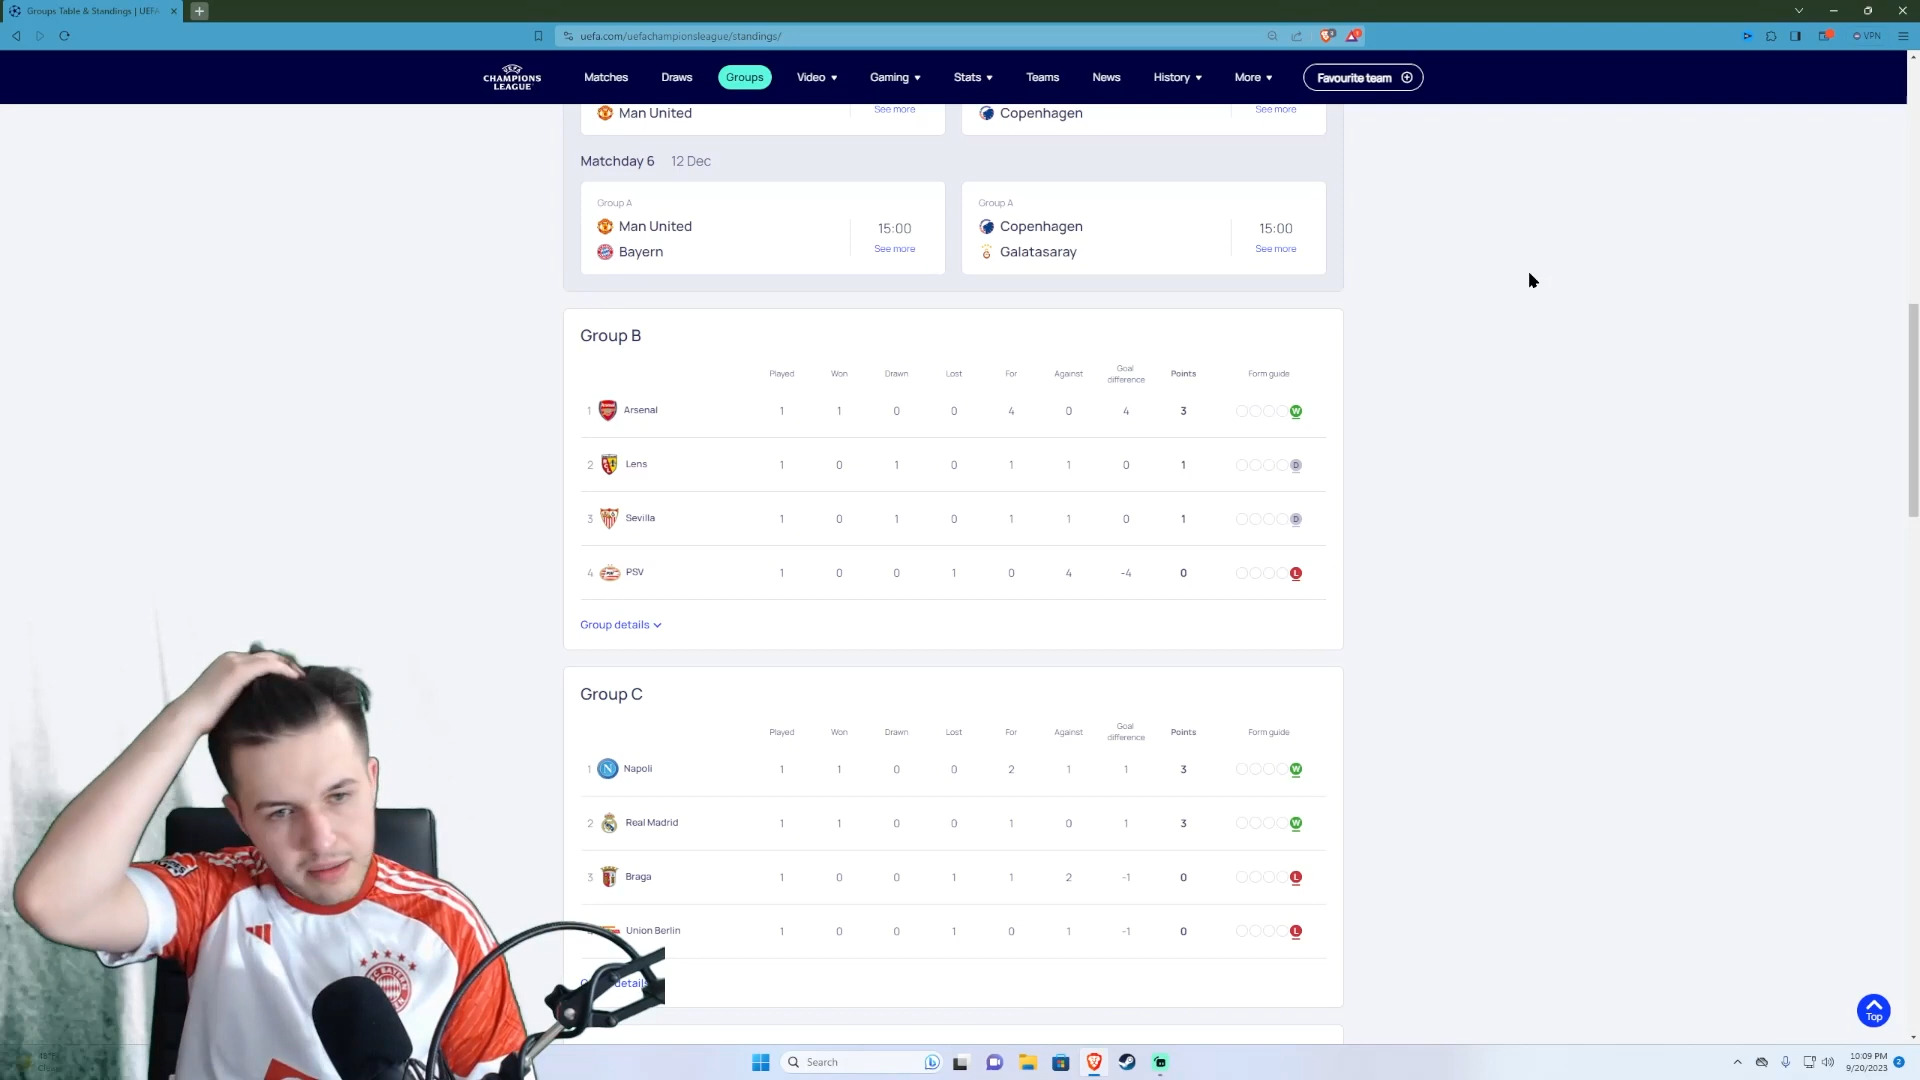 Groups Table & Standings | UEFA
uefa.com/uefachampionsleague/standings/
VPN
UEFA
CHAMPIONS
LEAGUE
Matches Draws Groups Video Gaming Stats Teams News History More Favourite team
Man United See more Copenhagen See more
Matchday 6 12 Dec
Group A Group A
Man United 15:00 Copenhagen 15:00
Bayern See more Galatasaray See more
Group B
Played Won Drawn Lost For Against Goal difference Points Form guide
1 Arsenal 1 1 0 0 4 0 4 3 W
2 Lens 1 0 1 0 1 1 0 1 D
3 Sevilla 1 0 1 0 1 1 0 1 D
4 PSV 1 0 0 1 0 4 -4 0 L
Group details
Group C
Played Won Drawn Lost For Against Goal difference Points Form guide
1 Napoli 1 1 0 0 2 1 1 3 W
2 Real Madrid 1 1 0 0 1 0 1 3 W
3 Braga 1 0 0 1 1 2 -1 0 L
Union Berlin 1 0 0 1 0 1 -1 0 L
details
Top
Search
10:09 PM
9/20/2023
2